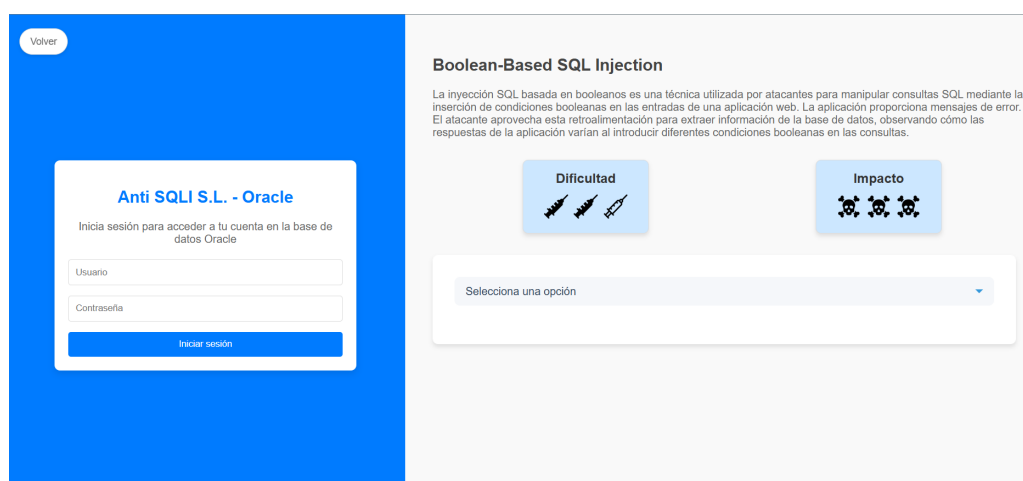 Volver
Anti SQLI S.L. - Oracle
Inicia sesión para acceder a tu cuenta en la base de
datos Oracle
Usuario
Contraseña
Iniciar sesión
Boolean-Based SQL Injection
La inyección SQL basada en booleanos es una técnica utilizada por atacantes para manipular consultas SQL mediante la
inserción de condiciones booleanas en las entradas de una aplicación web. La aplicación proporciona mensajes de error.
El atacante aprovecha esta retroalimentación para extraer información de la base de datos, observando cómo las
respuestas de la aplicación varían al introducir diferentes condiciones booleanas en las consultas.
Dificultad
Impacto
Selecciona una opción